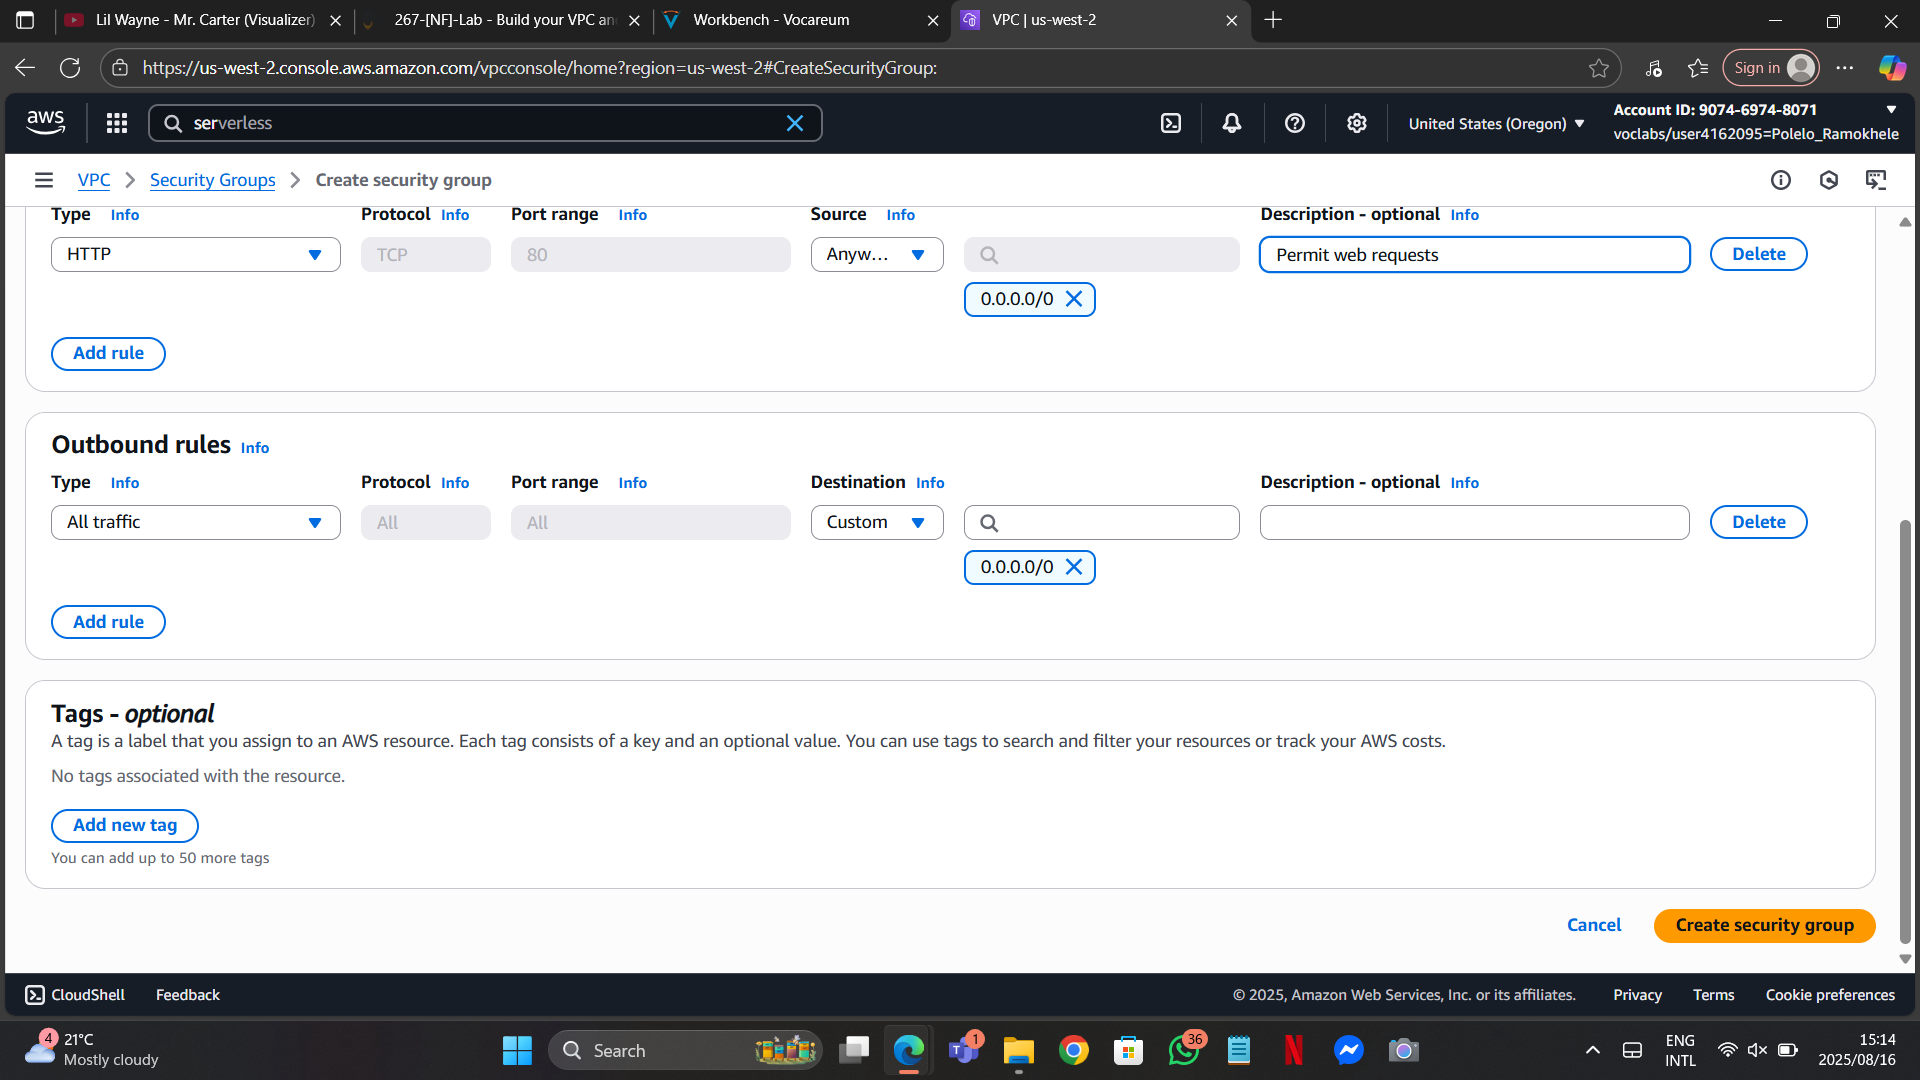 Lil Wayne - Mr. Carter (Visualizer)
267-[NF]-Lab - Build your VPC an
Workbench - Vocareum
VPC | us-west-2
https://us-west-2.console.aws.amazon.com/vpcconsole/home?region=us-west-2#CreateSecurityGroup:
Sign in
aws
serverless
United States (Oregon)
Account ID: 9074-6974-8071
voclabs/user4162095=Polelo_Ramokhele
VPC
Security Groups
Create security group
Type Info
Protocol Info
Port range Info
Source Info
Description - optional Info
HTTP
TCP
80
Anyw...
Permit web requests
Delete
0.0.0.0/0
Add rule
Outbound rules Info
Type Info
Protocol Info
Port range Info
Destination Info
Description - optional Info
All traffic
All
All
Custom
Delete
0.0.0.0/0
Add rule
Tags - optional
A tag is a label that you assign to an AWS resource. Each tag consists of a key and an optional value. You can use tags to search and filter your resources or track your AWS costs.
No tags associated with the resource.
Add new tag
You can add up to 50 more tags
Cancel
Create security group
CloudShell
Feedback
© 2025, Amazon Web Services, Inc. or its affiliates.
Privacy
Terms
Cookie preferences
4
21°C
Mostly cloudy
Search
1
36
ENG
INTL
15:14
2025/08/16